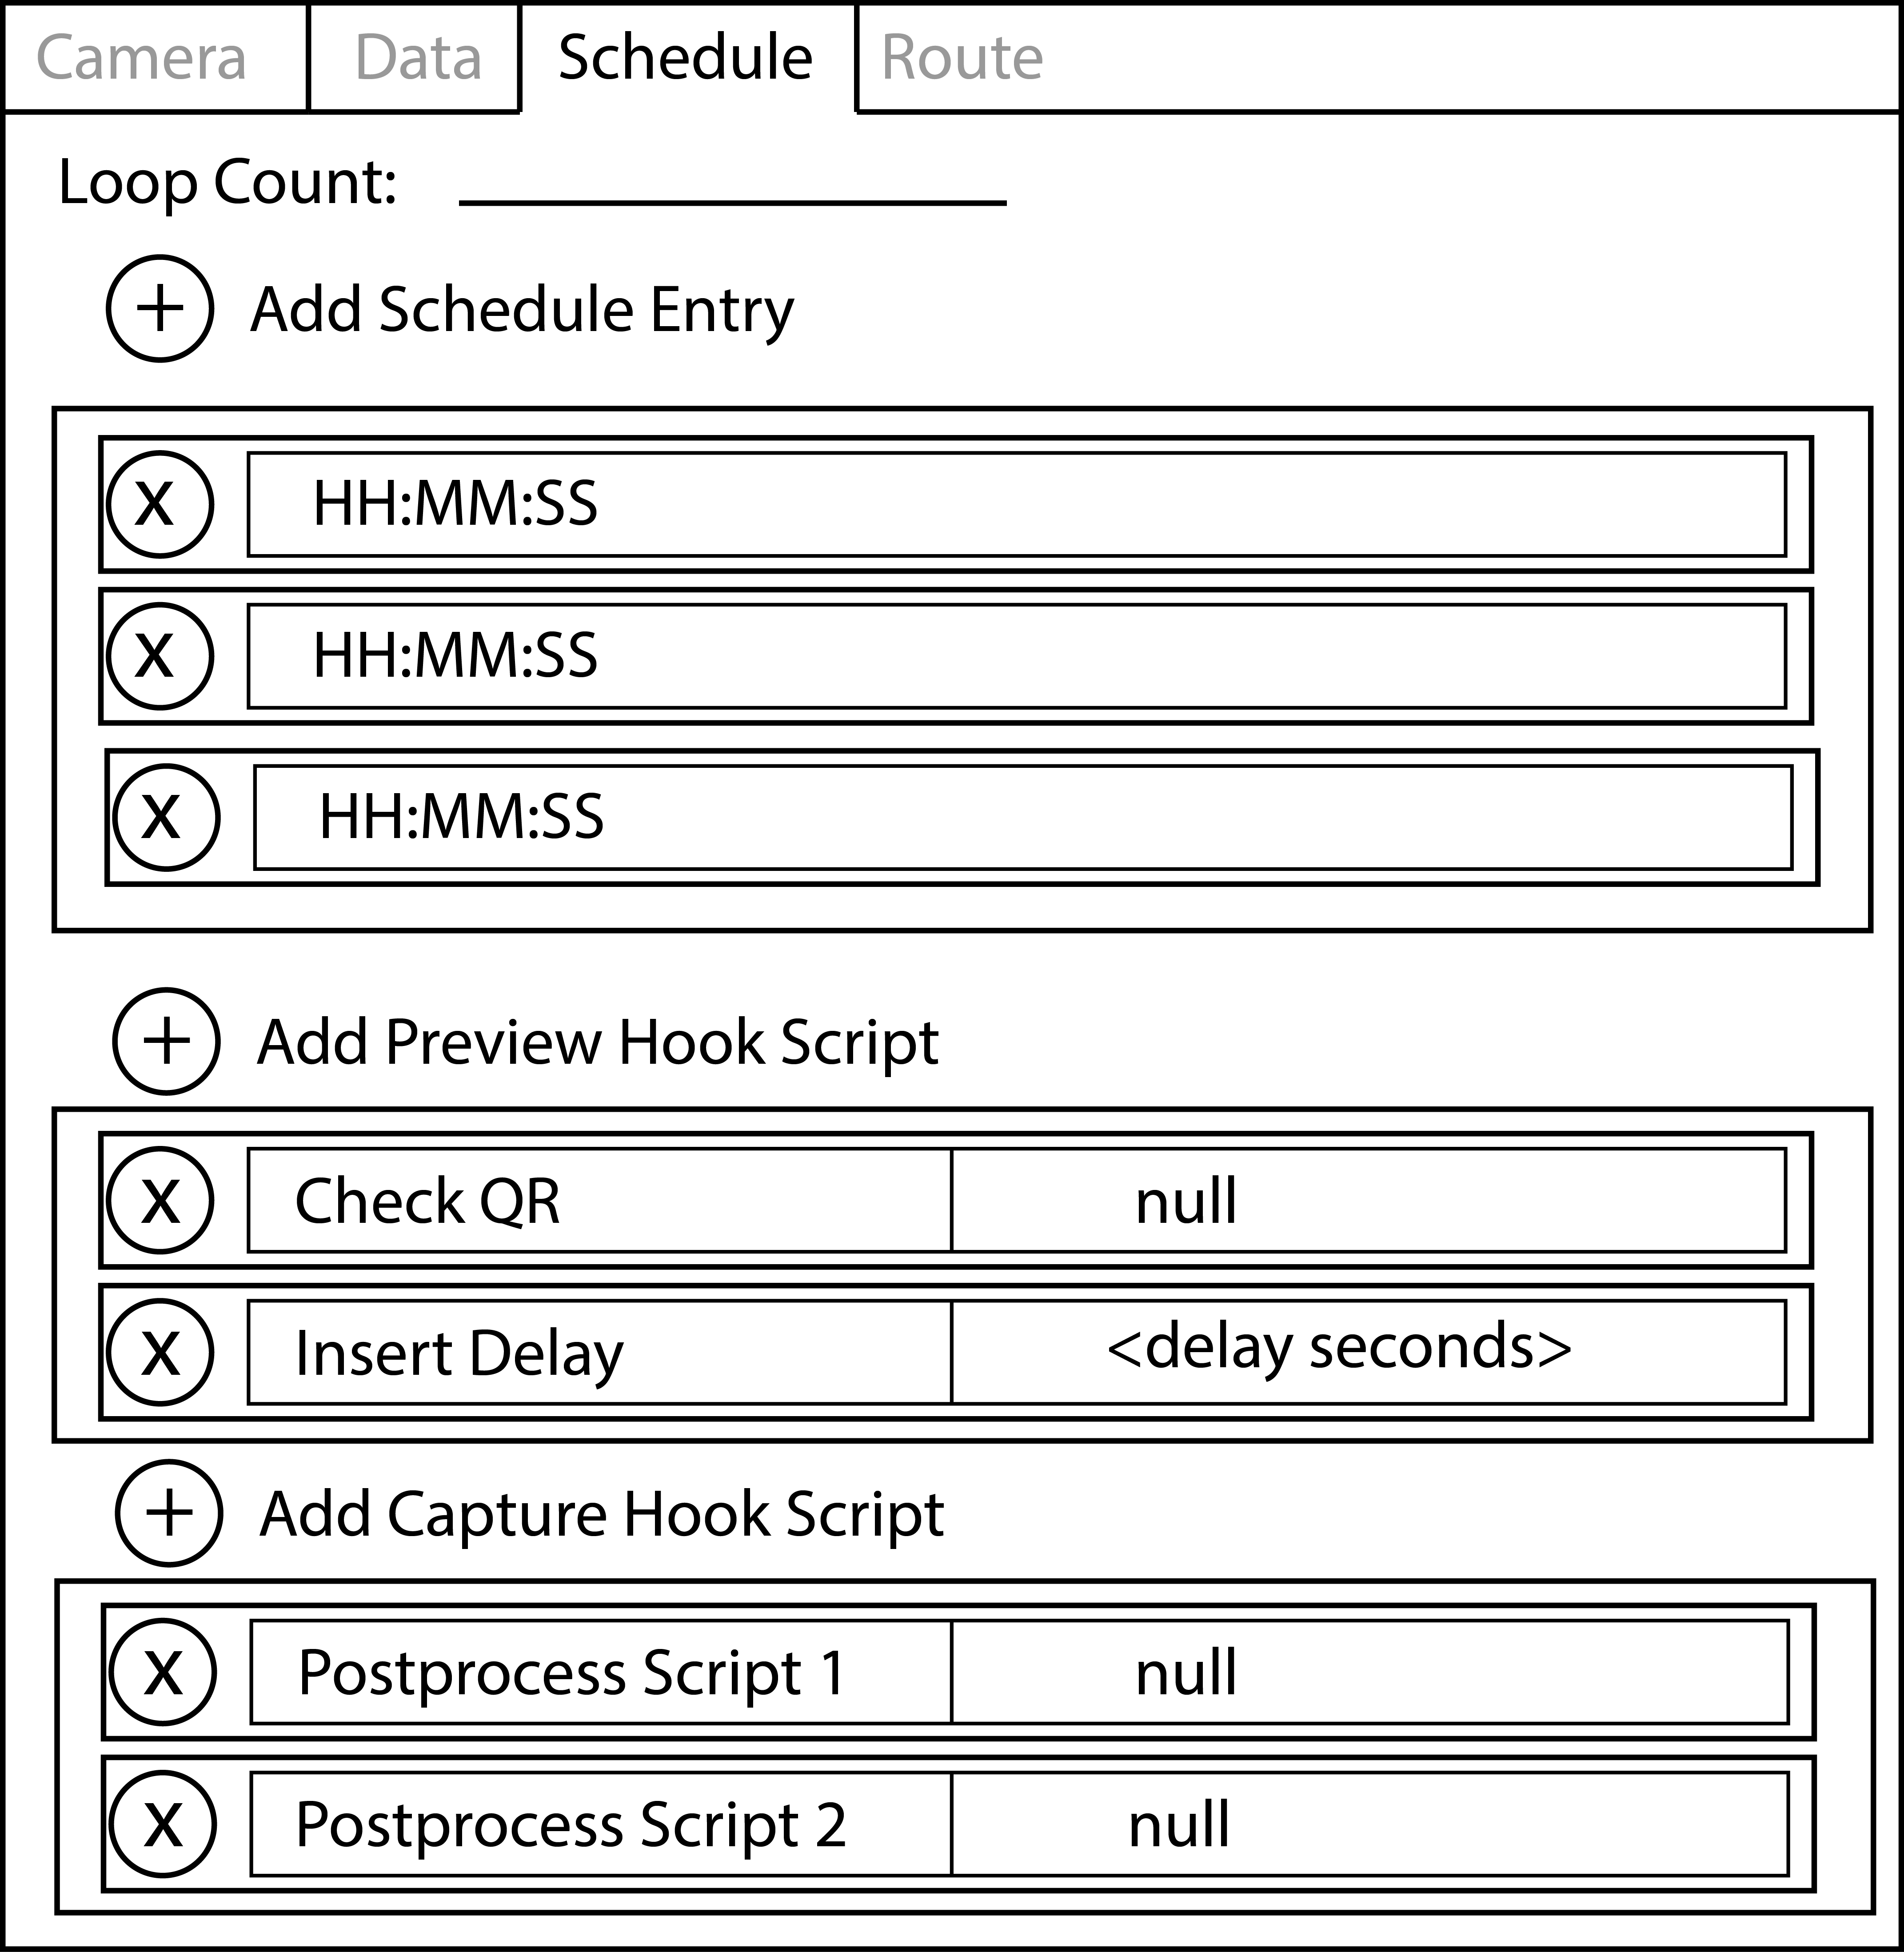 Camera Data Schedule Route
Loop Count:
+ Add Schedule Entry
X HH:MM:SS
X HH:MM:SS
X HH:MM:SS
+ Add Preview Hook Script
X Check QR null
X Insert Delay <delay seconds>
+ Add Capture Hook Script
X Postprocess Script 1 null
X Postprocess Script 2 null